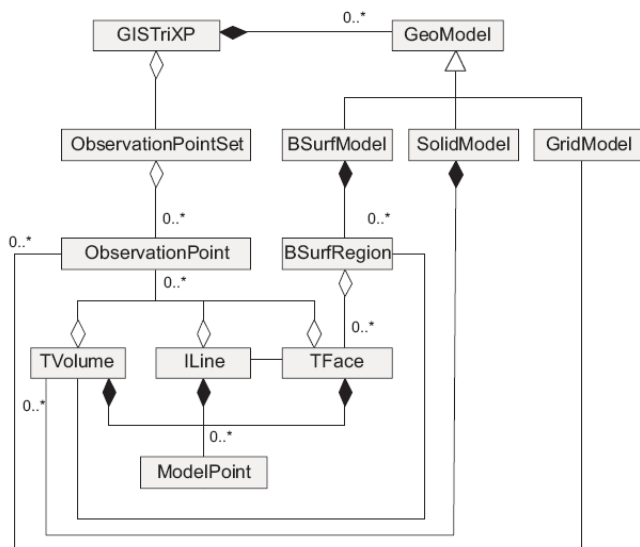 0..*
GISTriXP
GeoModel
ObservationPointSet
BSurfModel
SolidModel
GridModel
0..*
0..*
0..*
ObservationPoint
BSurfRegion
0..*
0..*
TVolume
ILine
TFace
0..*
0..*
ModelPoint